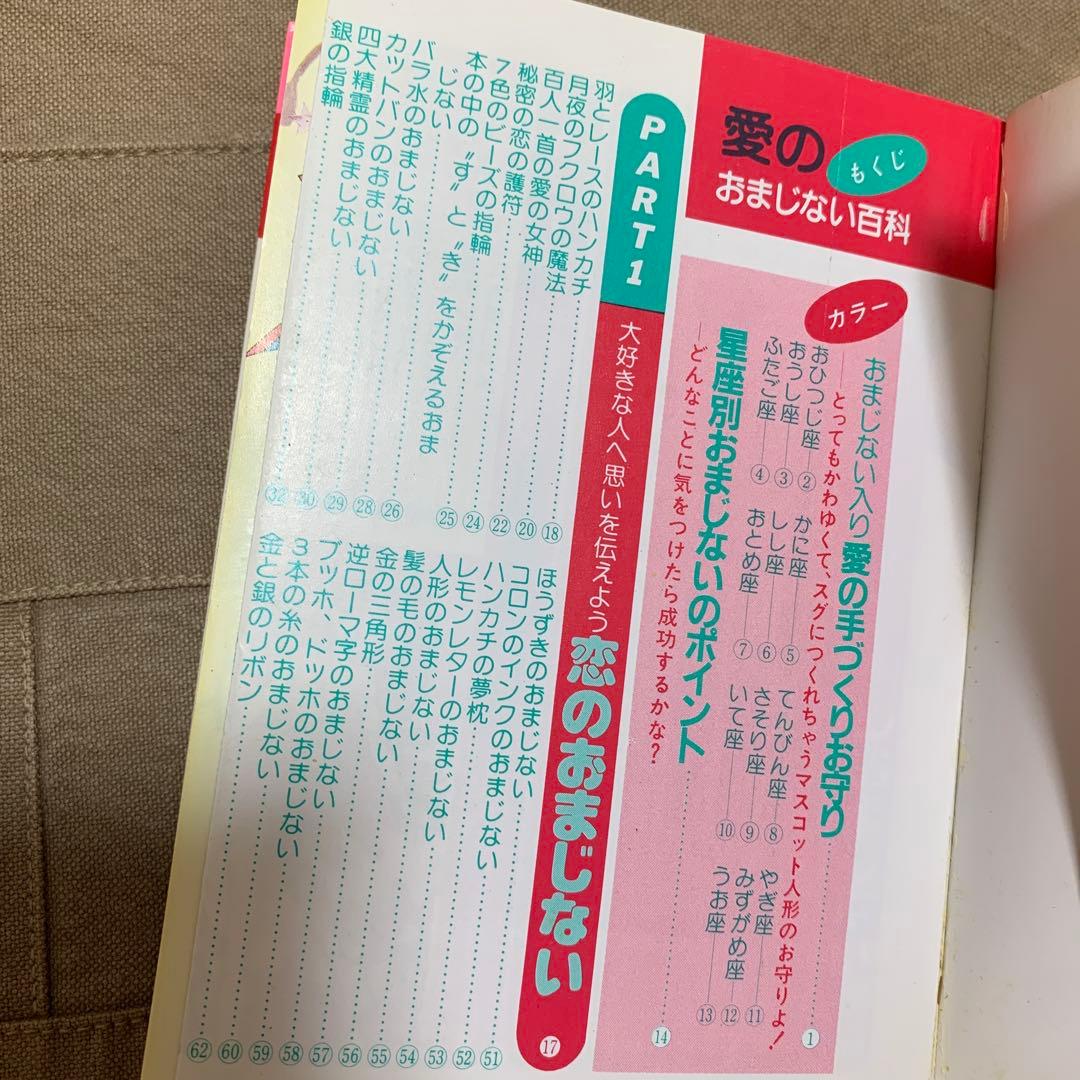 愛の
おまじない百科
もくじ
カラー
おまじない入り愛の手づくりお守り……1
―とってもかわゆくて、スグにつくれちゃうマスコット人形のお守りよ！
おひつじ座―②
おうし座―③
ふたご座―④
かに座―⑤
しし座―⑥
おとめ座―⑦
てんびん座―⑧
さそり座―⑨
いて座―⑩
やぎ座―⑪
みずがめ座―⑫
うお座―⑬
星座別おまじないのポイント……⑭
―どんなことに気をつけたら成功するかな？
PART1
大好きな人へ思いを伝えよう 恋のおまじない ⑰
羽とレースのハンカチ……⑱
月夜のフクロウの魔法……⑳
百人一首の愛の女神……㉒
秘密の恋の護符……㉔
7色のビーズの指輪……㉕
本の中の〝す〟と〝き〟をかぞえるおま
じない……㉖
バラ水のおまじない……㉘
カットバンのおまじない……㉙
四大精霊のおまじない……㉚
銀の指輪……㉜
ほうずきのおまじない……51
コロンのインクのおまじない……52
ハンカチの夢枕……53
レモンレターのおまじない……54
人形のおまじない……55
髪の毛のおまじない……56
金の三角形……57
逆ローマ字のおまじない……58
ブッホ、ドッホのおまじない……59
3本の糸のおまじない……60
金と銀のリボン……62